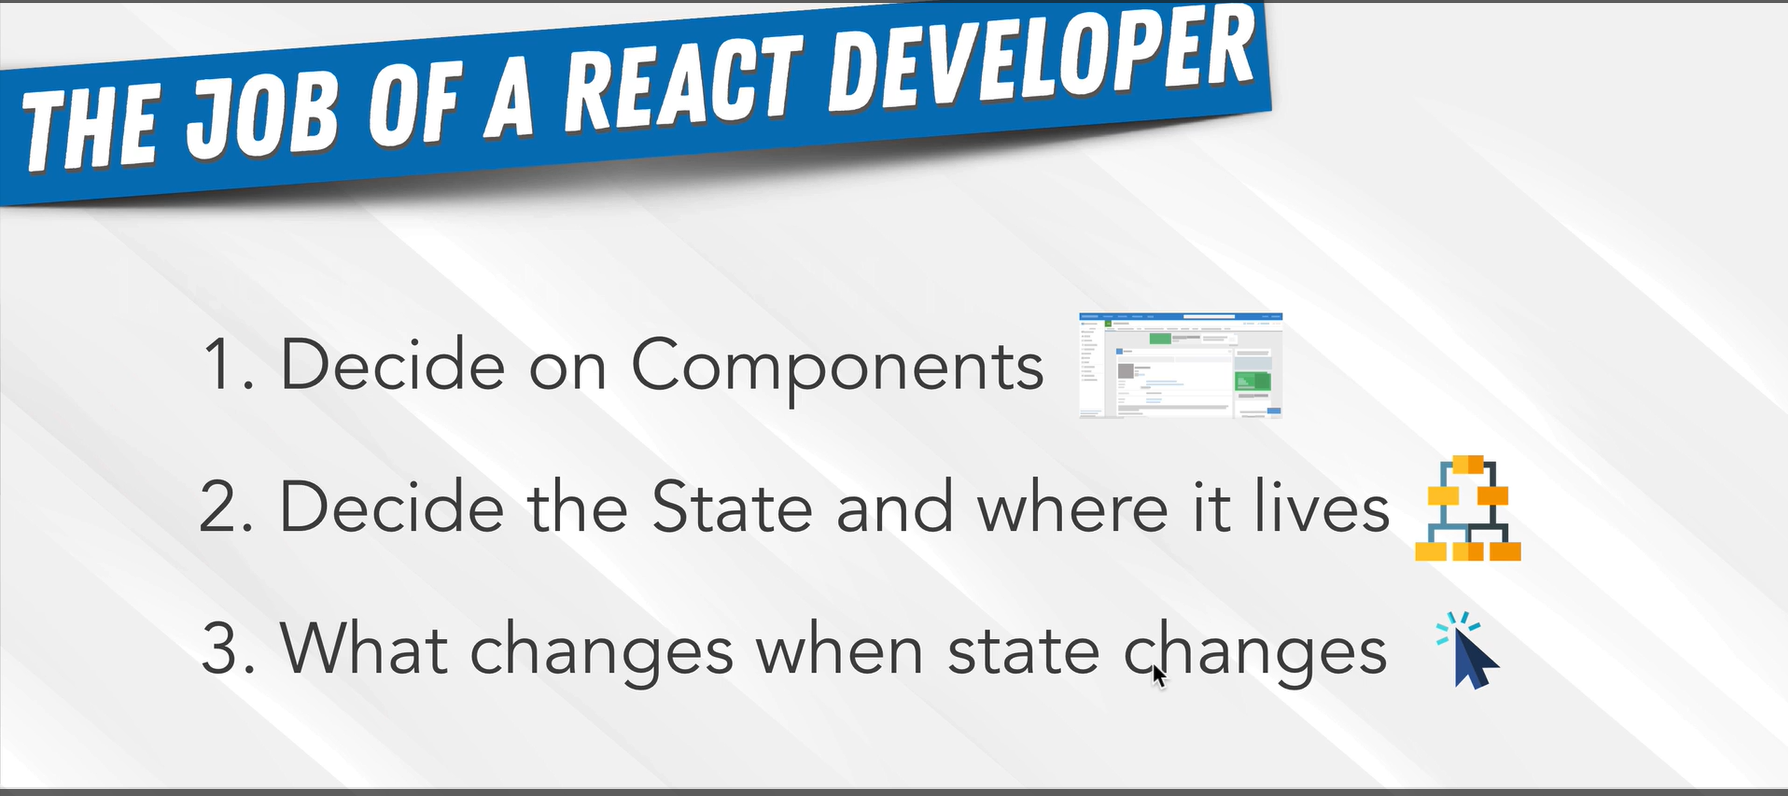 THE JOB OF A REACT DEVELOPER
1. Decide on Components
2. Decide the State and where it lives
3. What changes when state changes